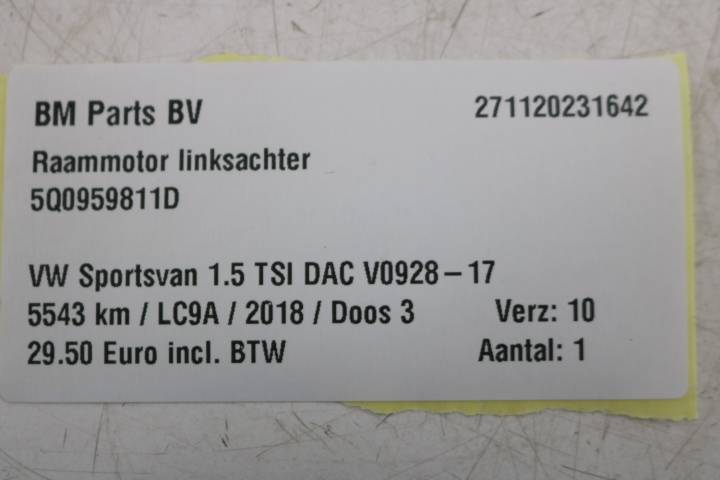 BM Parts BV 271120231642
Raammotor linksachter
5Q0959811D
VW Sportsvan 1.5 TSI DAC V0928-17
5543 km / LC9A / 2018 / Doos 3 Verz: 10
29.50 Euro incl. BTW Aantal: 1